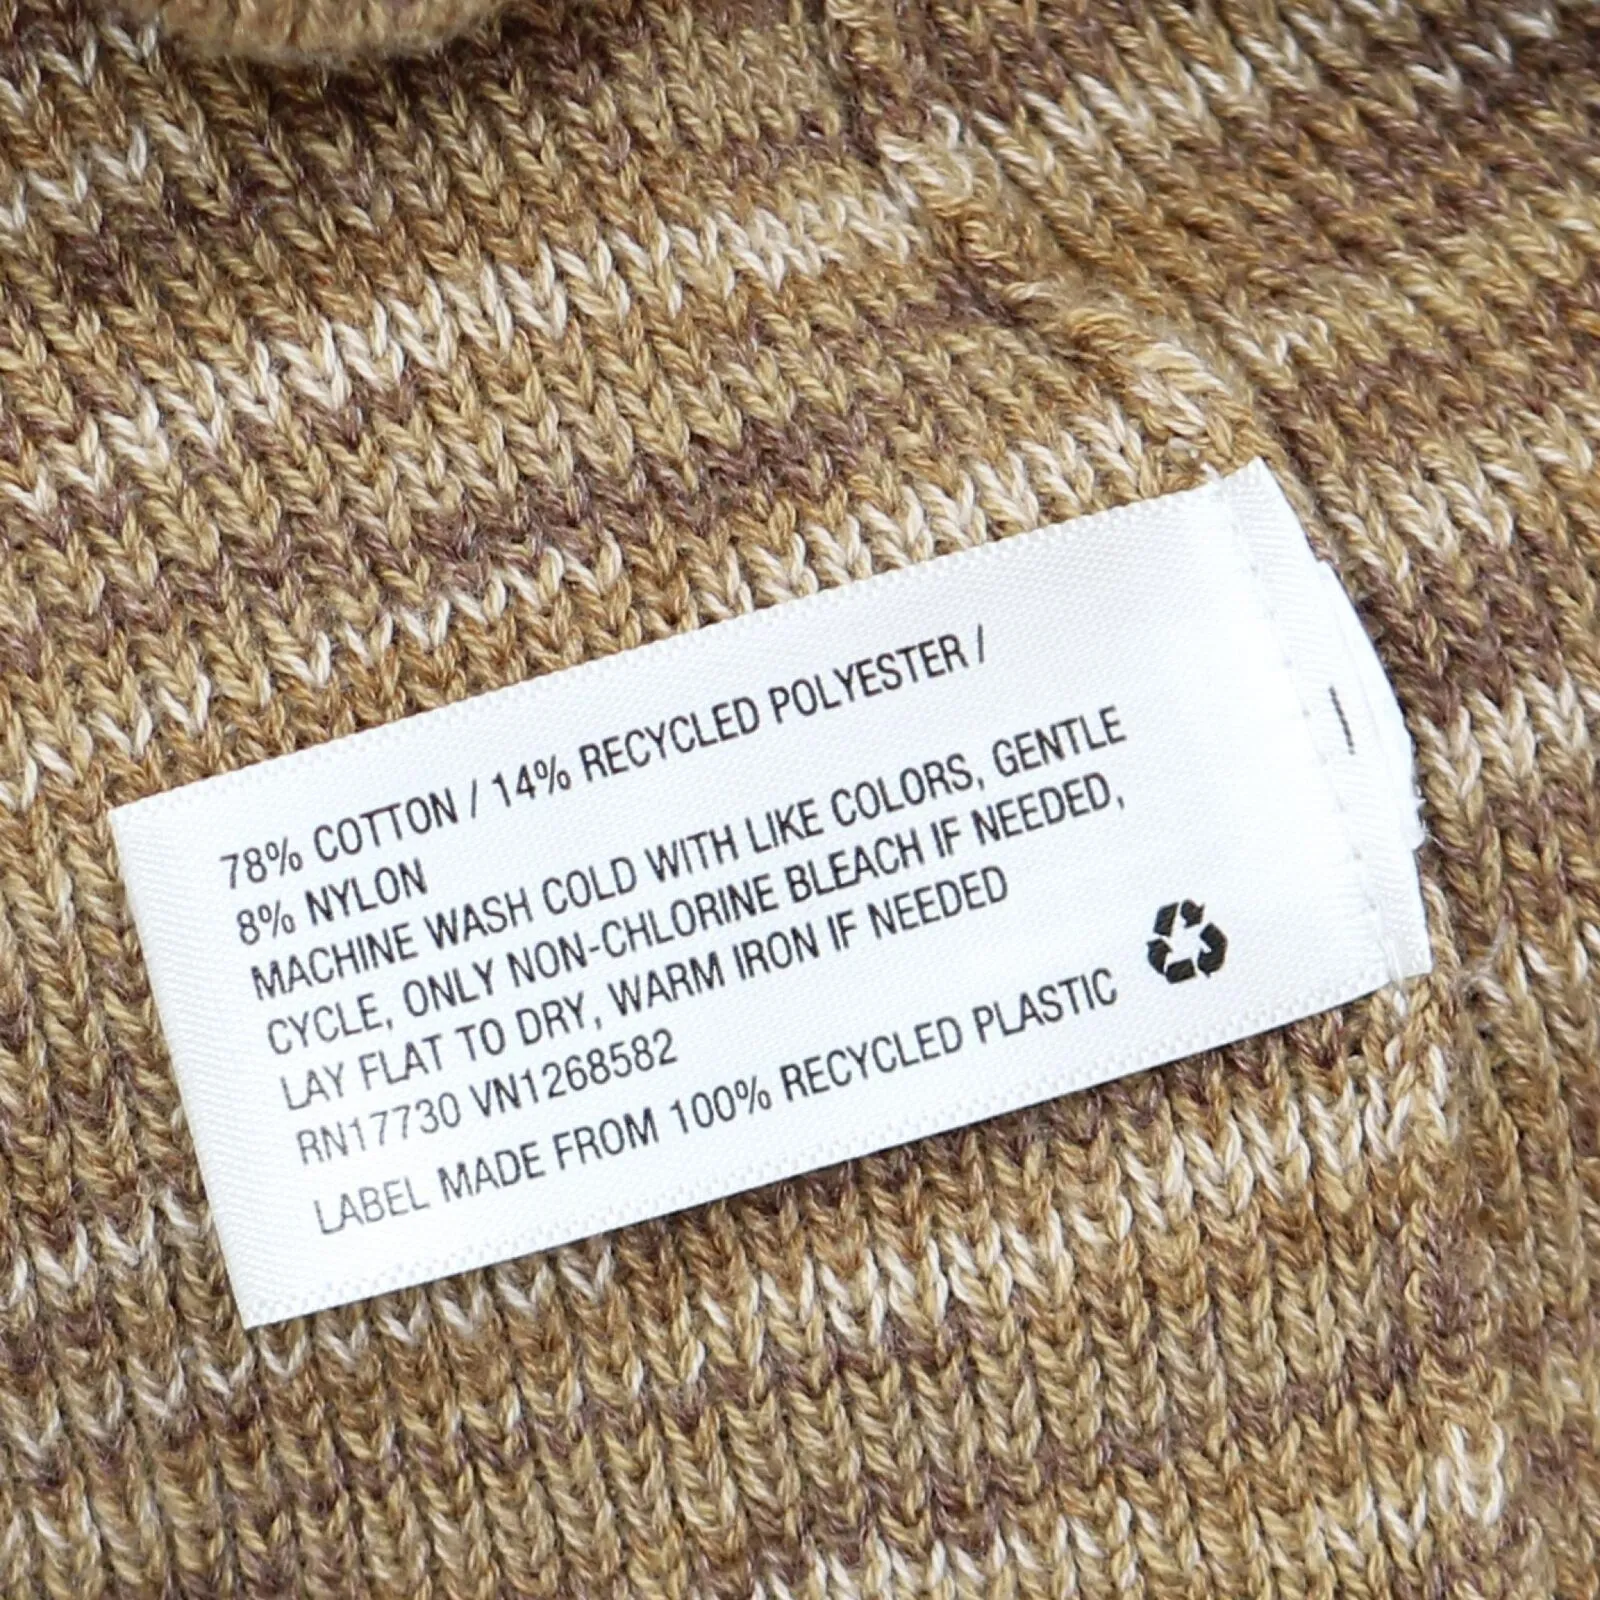 78% COTTON / 14% RECYCLED POLYESTER /
8% NYLON
MACHINE WASH COLD WITH LIKE COLORS, GENTLE
CYCLE, ONLY NON-CHLORINE BLEACH IF NEEDED,
LAY FLAT TO DRY, WARM IRON IF NEEDED
RN17730 VN1268582
LABEL MADE FROM 100% RECYCLED PLASTIC